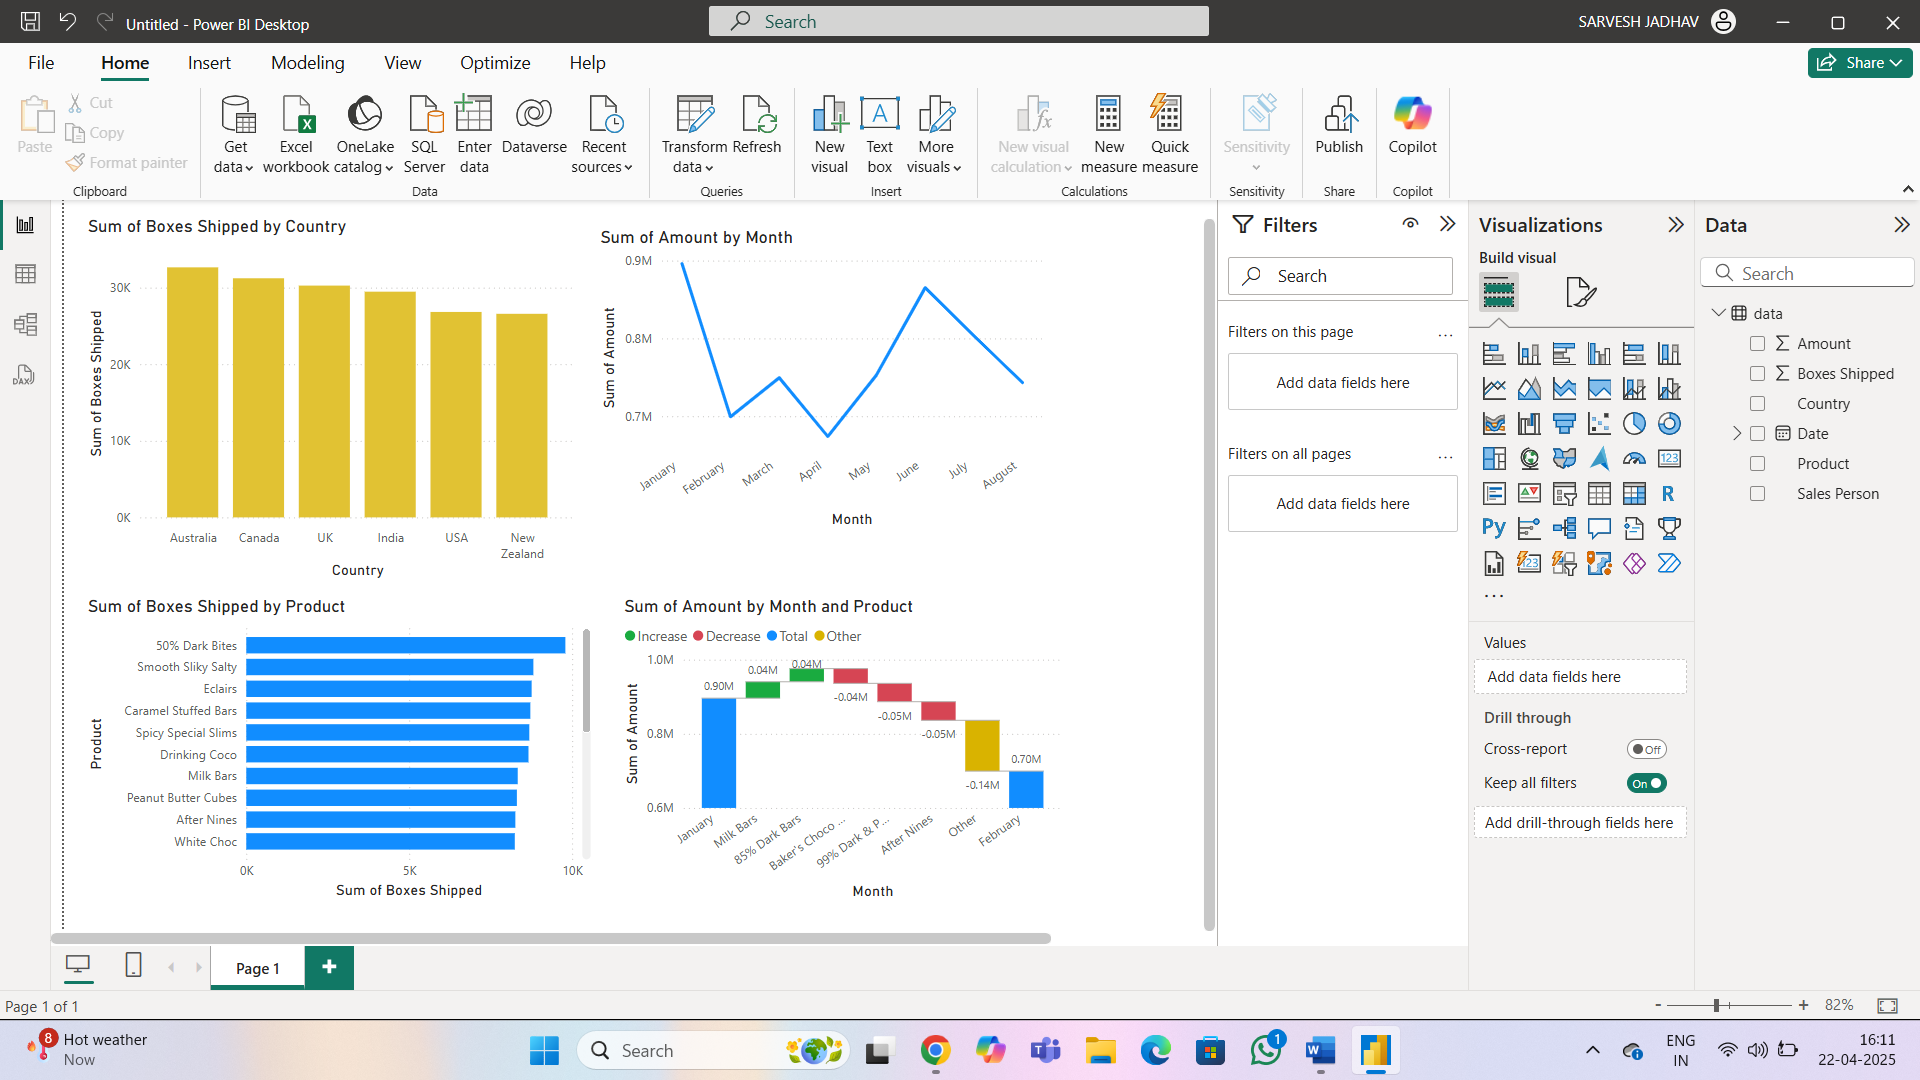 Untitled - Power BI Desktop
Search
SARVESH JADHAV
File Home Insert Modeling View Optimize Help
Share
Paste
Cut
Copy
Format painter
Clipboard
Get data
Excel workbook
OneLake catalog
SQL Server
Enter data
Dataverse
Recent sources
Data
Transform data
Refresh
Queries
New visual
Text box
More visuals
Insert
New visual calculation
New measure
Quick measure
Calculations
Sensitivity
Sensitivity
Publish
Share
Copilot
Copilot
Sum of Boxes Shipped by Country
Sum of Boxes Shipped
30K
20K
10K
0K
Australia Canada UK India USA New Zealand
Country
Sum of Amount by Month
Sum of Amount
0.9M
0.8M
0.7M
January February March April May June July August
Month
Sum of Boxes Shipped by Product
Product
50% Dark Bites
Smooth Sliky Salty
Eclairs
Caramel Stuffed Bars
Spicy Special Slims
Drinking Coco
Milk Bars
Peanut Butter Cubes
After Nines
White Choc
0K 5K 10K
Sum of Boxes Shipped
Sum of Amount by Month and Product
Increase Decrease Total Other
Sum of Amount
1.0M
0.8M
0.6M
0.90M
0.04M
0.04M
-0.04M
-0.05M
-0.05M
-0.14M
0.70M
January Milk Bars 85% Dark Bars Baker's Choco ... 99% Dark & P... After Nines Other February
Month
Filters
Search
Filters on this page
...
Add data fields here
Filters on all pages
...
Add data fields here
Visualizations
Build visual
123
R
Py
123
...
Values
Add data fields here
Drill through
Cross-report
Off
Keep all filters
On
Add drill-through fields here
Data
Search
data
Amount
Boxes Shipped
Country
Date
Product
Sales Person
DAX
Page 1
+
Page 1 of 1
- + 82%
8
Hot weather
Now
Search
1
ENG
IN
16:11
22-04-2025